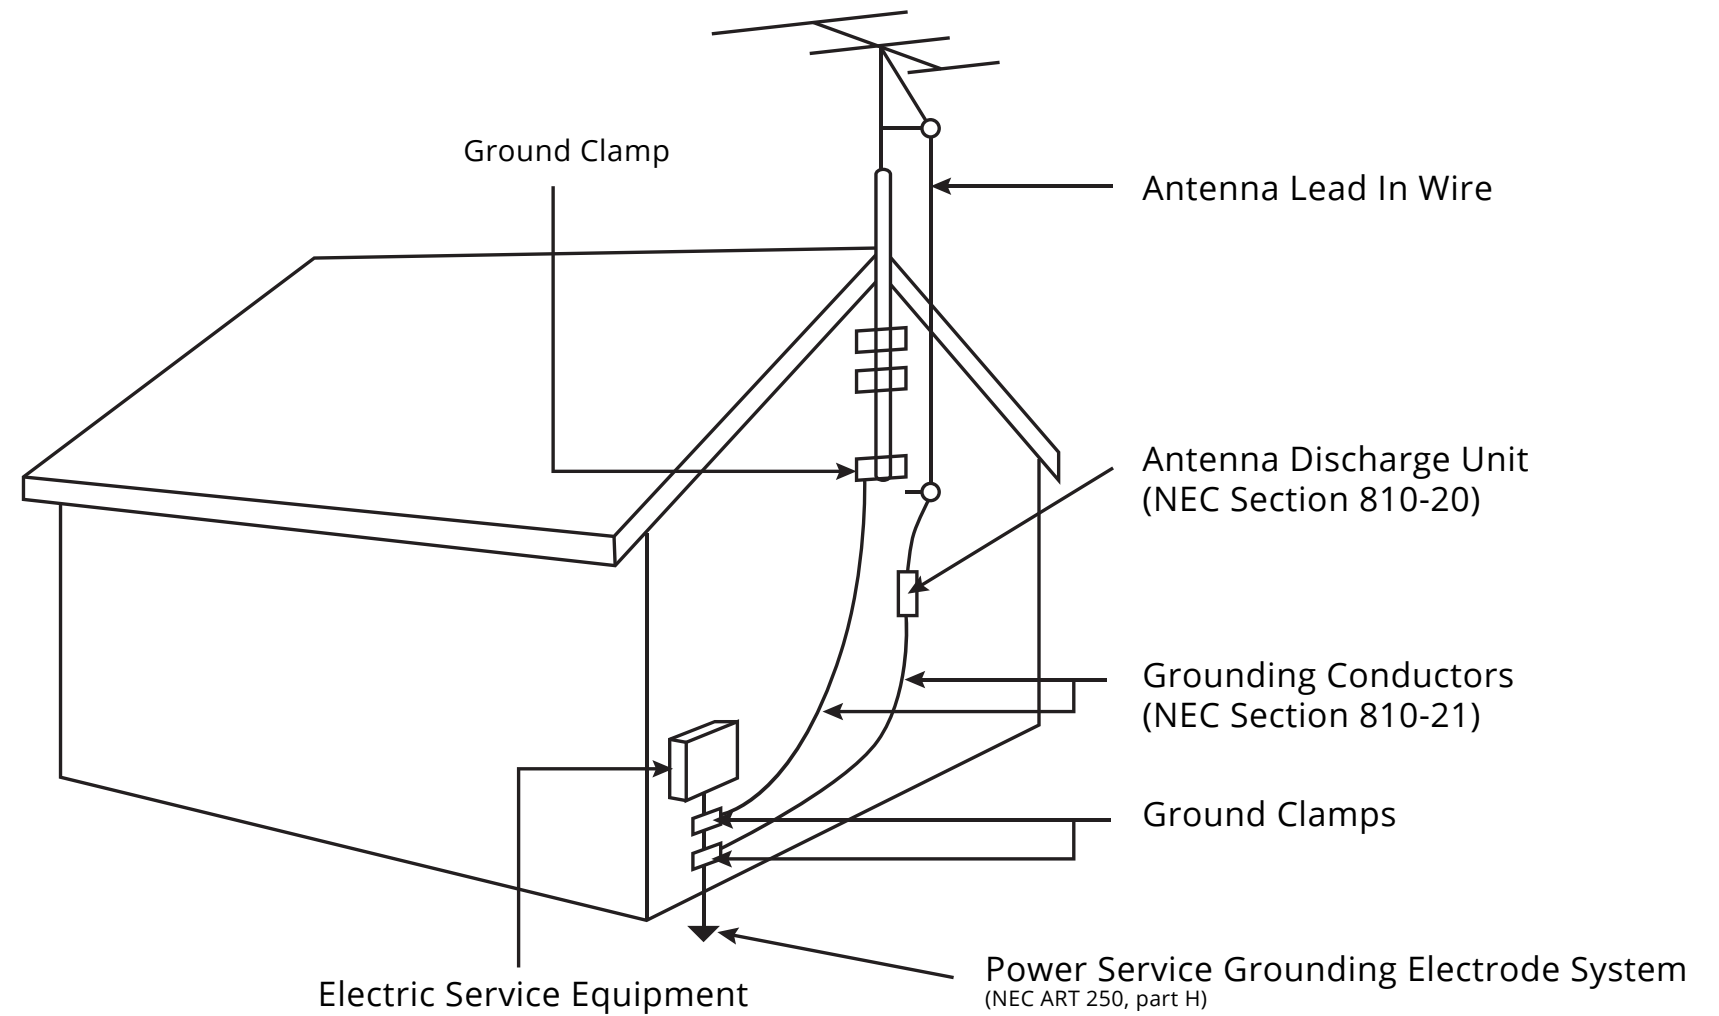 Ground Clamp
Antenna Lead In Wire
Antenna Discharge Unit
(NEC Section 810-20)
Grounding Conductors
(NEC Section 810-21)
Ground Clamps
Power Service Grounding Electrode System
(NEC ART 250, part H)
Electric Service Equipment